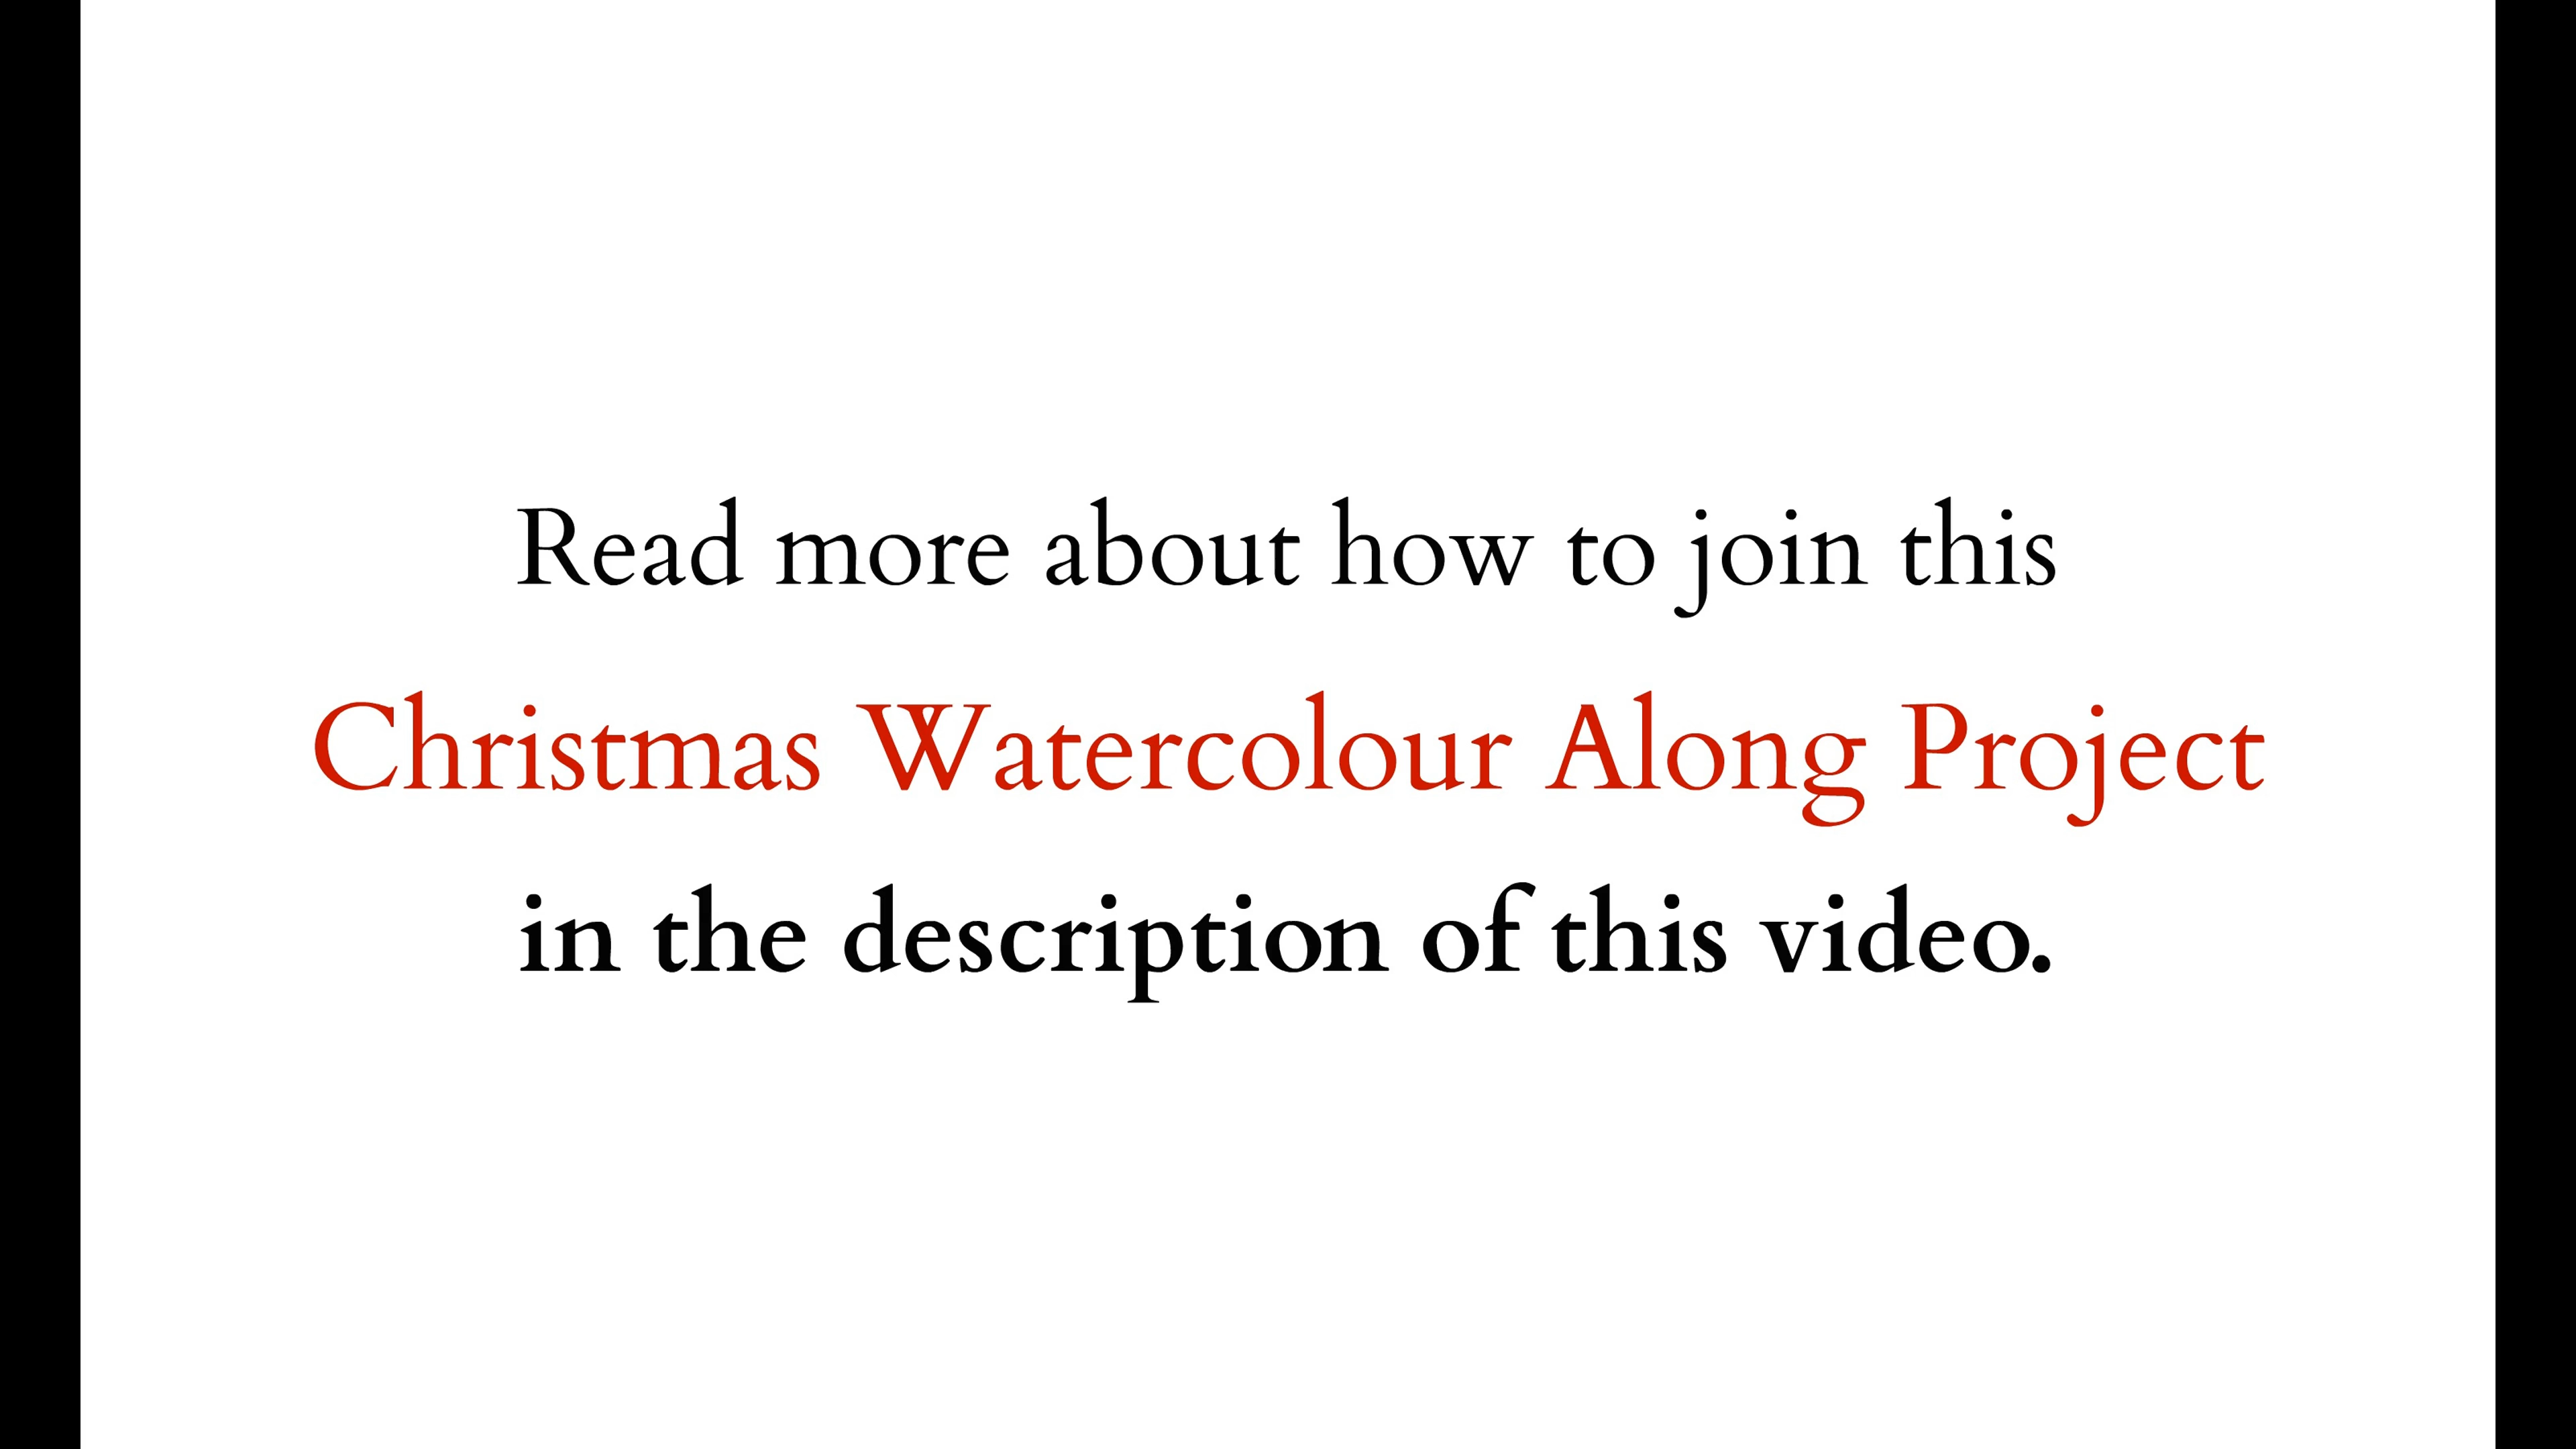 Read more about how to join this
Christmas Watercolour Along Project
in the description of this video.